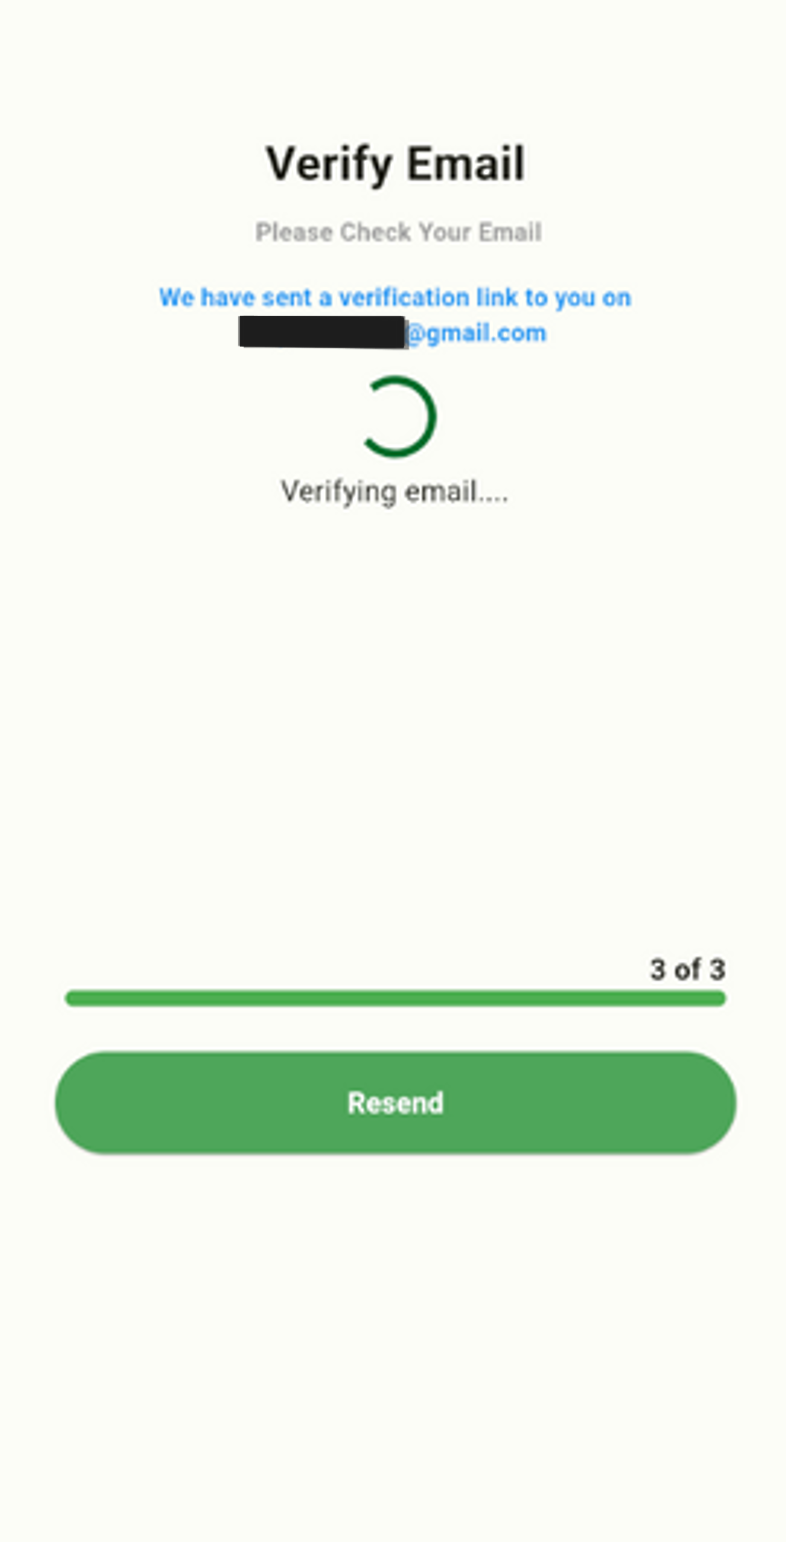 Verify Email
Please Check Your Email
We have sent a verification link to you on
@gmail.com
Verifying email....
3 of 3
Resend